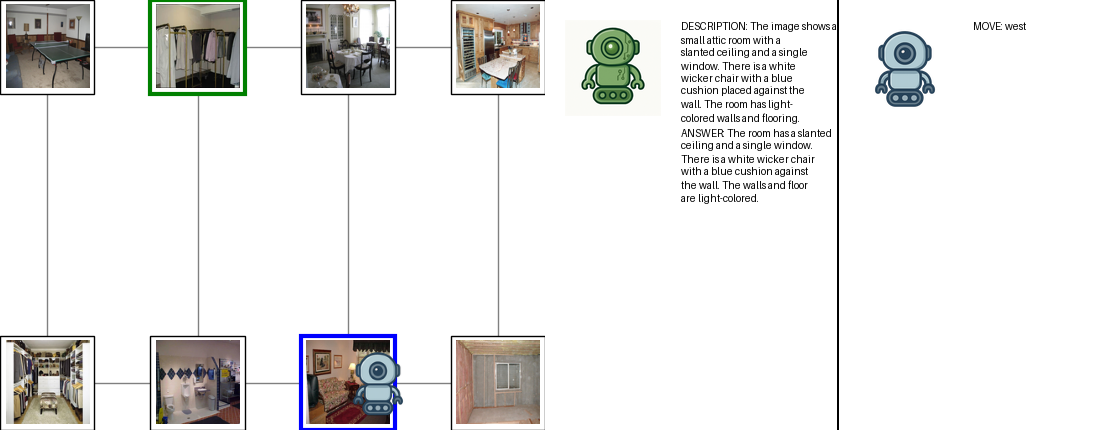 DESCRIPTION: The image shows a
small attic room with a
slanted ceiling and a single
window. There is a white
wicker chair with a blue
cushion placed against the
wall. The room has light-
colored walls and flooring.
ANSWER: The room has a slanted
ceiling and a single window.
There is a white wicker chair
with a blue cushion against
the wall. The walls and floor
are light-colored.
MOVE: west